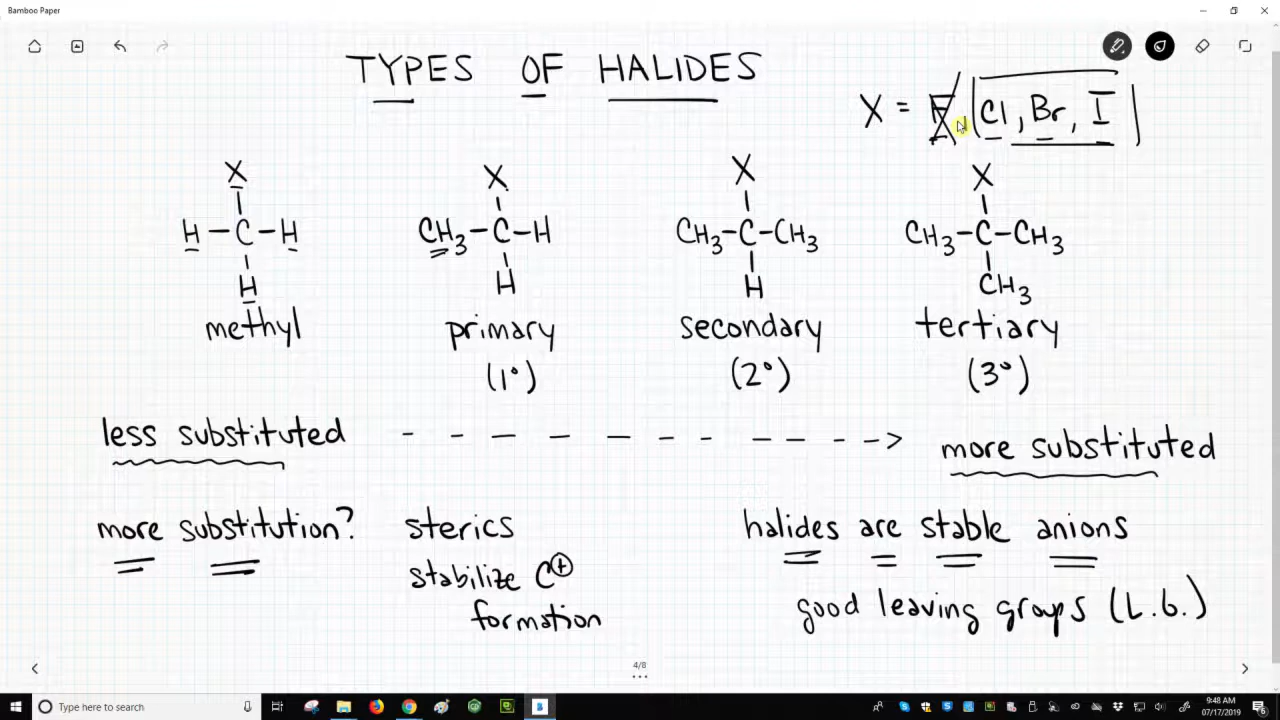 Bamboo Paper
TYPES OF HALIDES
X = F, Cl, Br, I
X X X X
H-C-H CH3-C-H CH3-C-CH3 CH3-C-CH3
H H H CH3
methyl primary secondary tertiary
(1°) (2°) (3°)
less substituted - - - - - - - - - - -> more substituted
more substitution? sterics halides are stable anions
stabilize C+
formation good leaving groups (L.G.)
4/8
Type here to search
9:48 AM
07/17/2019